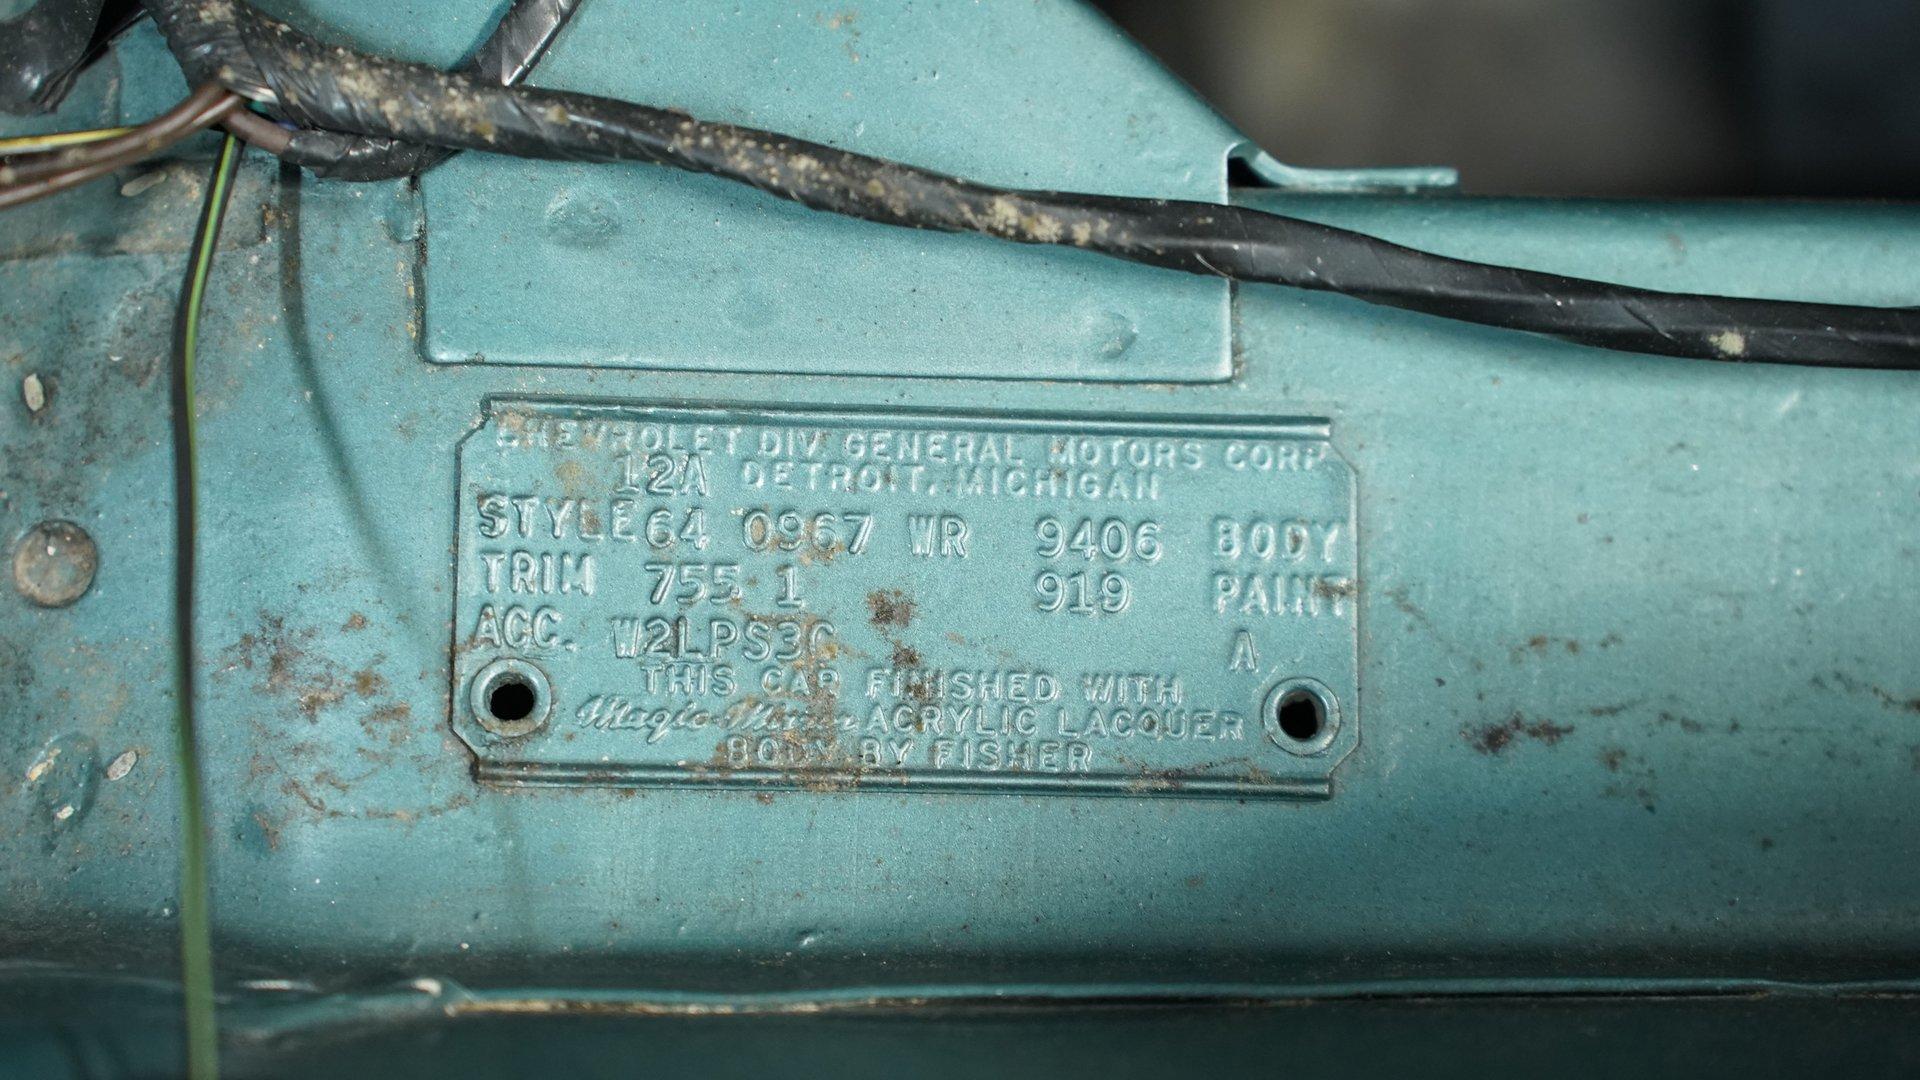 CHEVROLET DIV. GENERAL MOTORS CORP.
12A DETROIT, MICHIGAN
STYLE 64 0967 WR 9406 BODY
TRIM 755 1 919 PAINT
ACC. W2LPS3C A
THIS CAR FINISHED WITH
Magic-Mirror ACRYLIC LACQUER
BODY BY FISHER